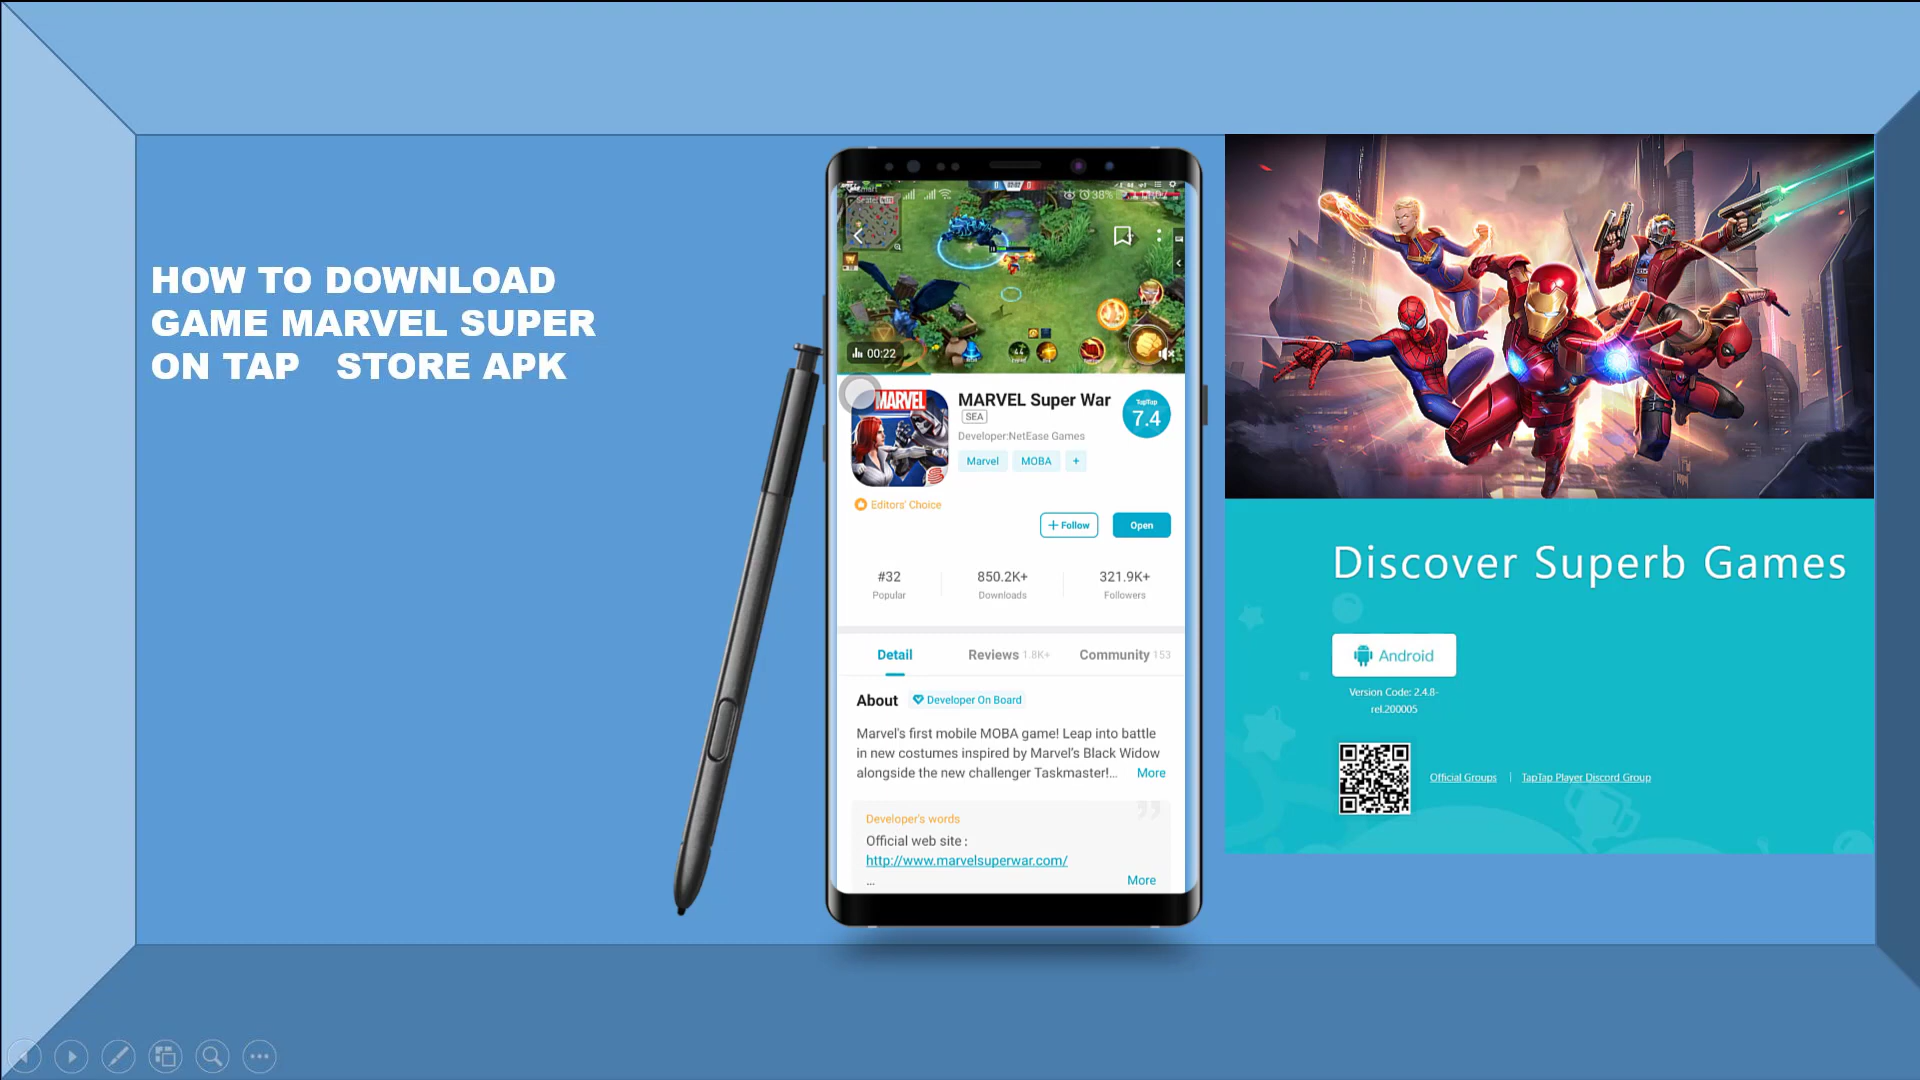 HOW TO DOWNLOAD
GAME MARVEL SUPER
ON TAP   STORE APK
38%
00:22
MARVEL
MARVEL Super War
SEA
Developer:NetEase Games
Marvel
MOBA
+
TapTap
7.4
Editors' Choice
+ Follow
Open
#32
Popular
850.2K+
Downloads
321.9K+
Followers
Detail
Reviews 1.8K+
Community 153
About
Developer On Board
Marvel's first mobile MOBA game! Leap into battle
in new costumes inspired by Marvel's Black Widow
alongside the new challenger Taskmaster!...
More
Developer's words
Official web site :
http://www.marvelsuperwar.com/
...
More
Discover Superb Games
Android
Version Code: 2.4.8-
rel.200005
Official Groups | TapTap Player Discord Group